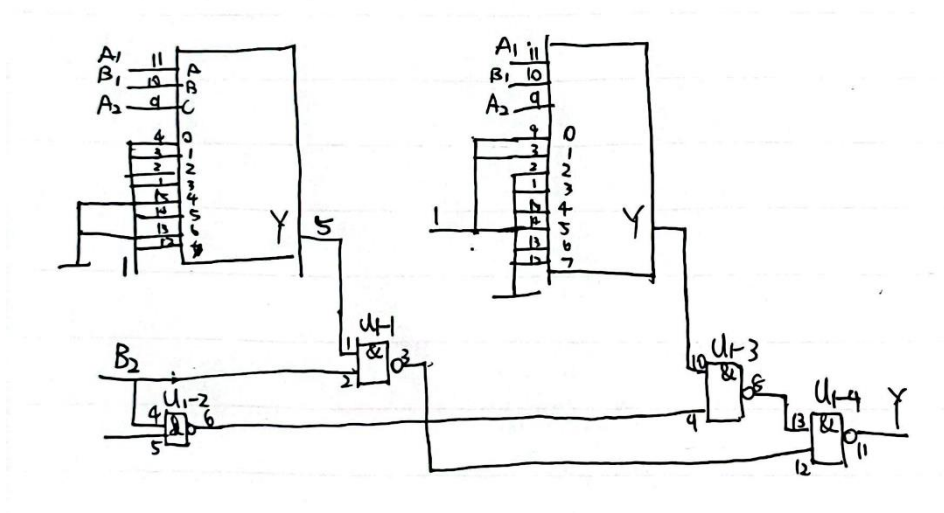 A1 11 A
B1 10 B
A2 9 C
4 0
3 1
2 2
1 3
15 4
14 5
13 6
12
1
Y 5
A1 11
B1 10
A2 9
4 0
3 1
2 2
1 3
15 4
14 5
13 6
12 7
1
Y
U1-1
1 & 3
2
B2
U1-2
4 & 6
5
U1-3
10 & 8
9
U1-4
13 & 11
12
Y